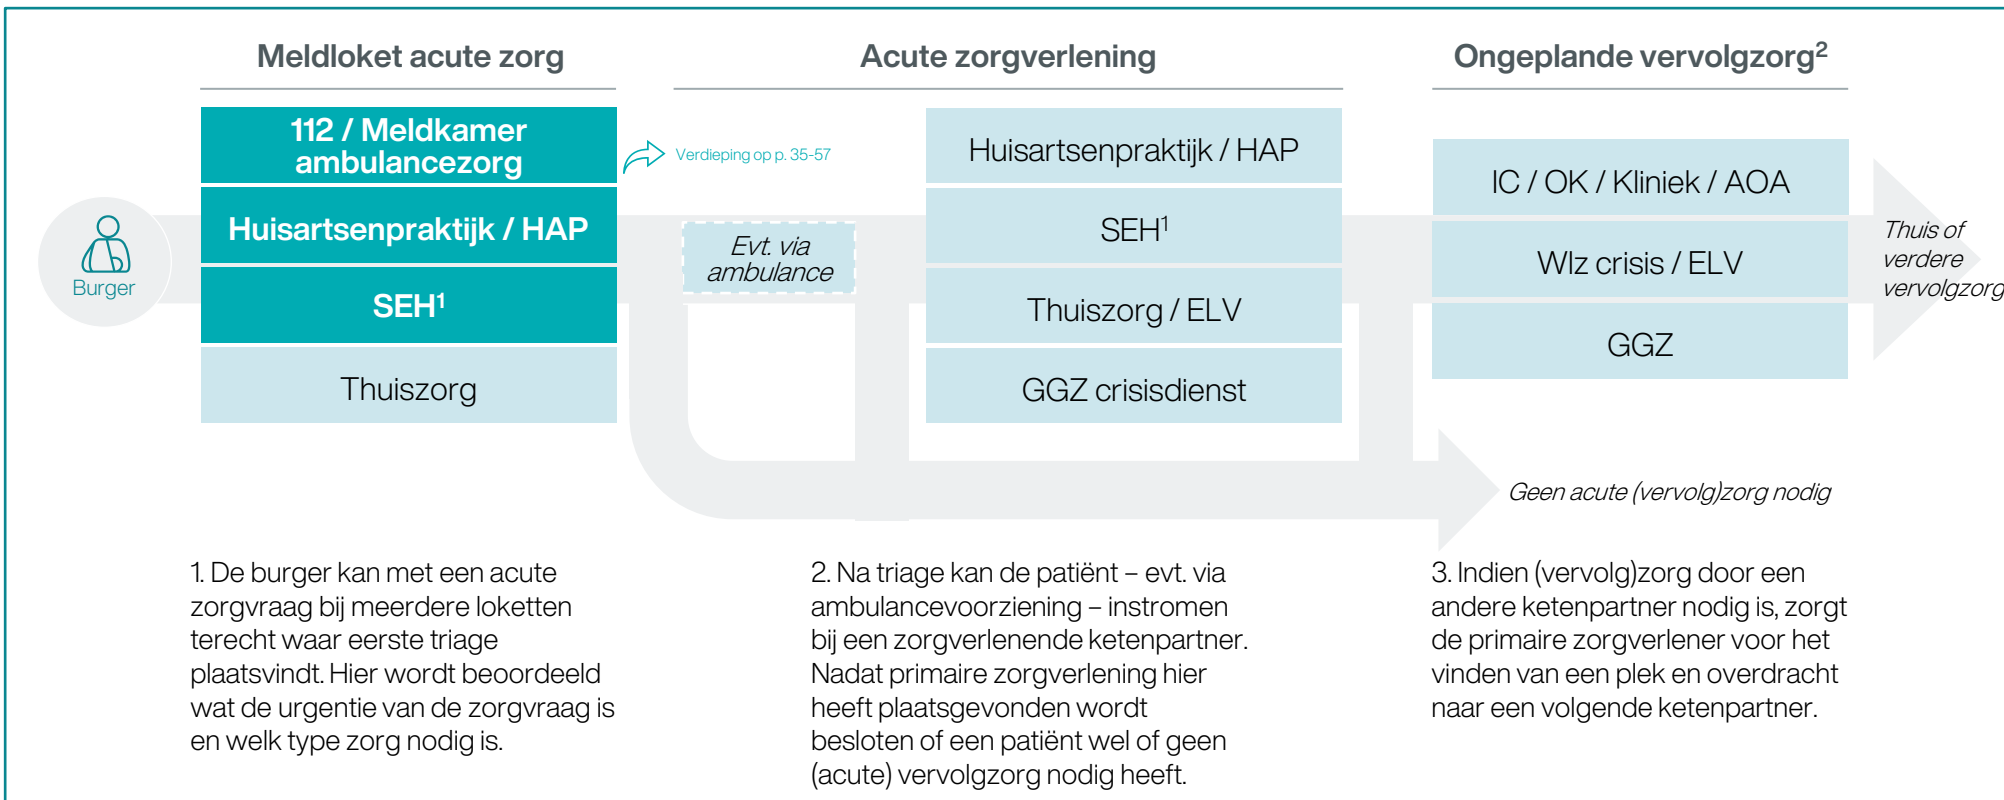 Meldloket acute zorg
Acute zorgverlening
Ongeplande vervolgzorg²
112 / Meldkamer
ambulancezorg
Huisartsenpraktijk / HAP
SEH¹
Thuiszorg
Burger
Verdieping op p. 35-57
Evt. via
ambulance
Huisartsenpraktijk / HAP
SEH¹
Thuiszorg / ELV
GGZ crisisdienst
IC / OK / Kliniek / AOA
Wlz crisis / ELV
GGZ
Thuis of
verdere
vervolgzorg
Geen acute (vervolg)zorg nodig
1. De burger kan met een acute
zorgvraag bij meerdere loketten
terecht waar eerste triage
plaatsvindt. Hier wordt beoordeeld
wat de urgentie van de zorgvraag is
en welk type zorg nodig is.
2. Na triage kan de patiënt – evt. via
ambulancevoorziening – instromen
bij een zorgverlenende ketenpartner.
Nadat primaire zorgverlening hier
heeft plaatsgevonden wordt
besloten of een patiënt wel of geen
(acute) vervolgzorg nodig heeft.
3. Indien (vervolg)zorg door een
andere ketenpartner nodig is, zorgt
de primaire zorgverlener voor het
vinden van een plek en overdracht
naar een volgende ketenpartner.